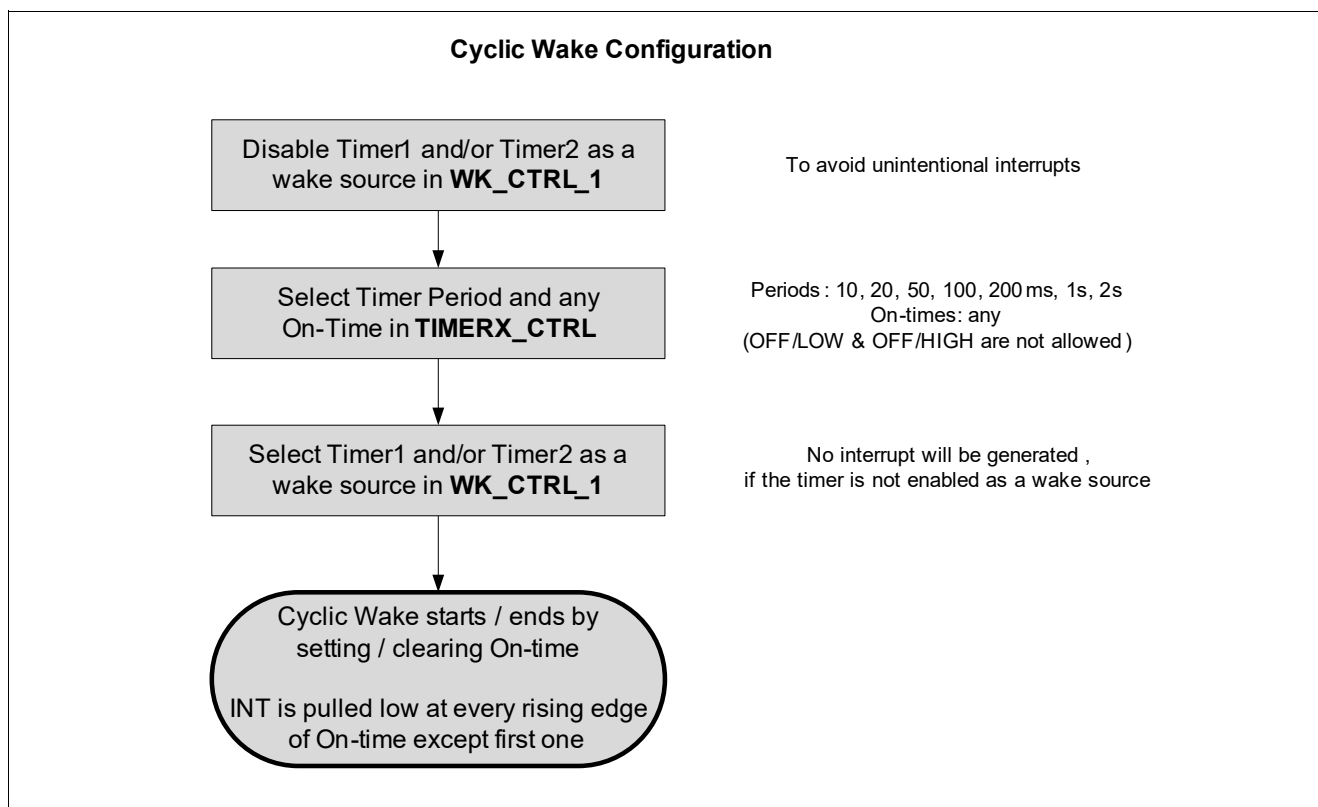 Cyclic Wake Configuration
Disable Timer1 and/or Timer2 as a
wake source in WK_CTRL_1
To avoid unintentional interrupts
Select Timer Period and any
On-Time in TIMERX_CTRL
Periods : 10, 20, 50, 100, 200 ms, 1s, 2s
On-times: any
(OFF/LOW & OFF/HIGH are not allowed )
Select Timer1 and/or Timer2 as a
wake source in WK_CTRL_1
No interrupt will be generated ,
if the timer is not enabled as a wake source
Cyclic Wake starts / ends by
setting / clearing On-time
INT is pulled low at every rising edge
of On-time except first one